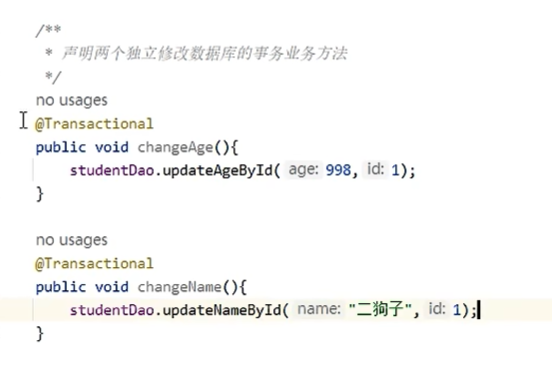 /**
* 声明两个独立修改数据库的事务业务方法
*/
no usages
@Transactional
public void changeAge(){
studentDao.updateAgeById( age: 998, id: 1);
}
no usages
@Transactional
public void changeName(){
studentDao.updateNameById( name: "二狗子", id: 1);
}